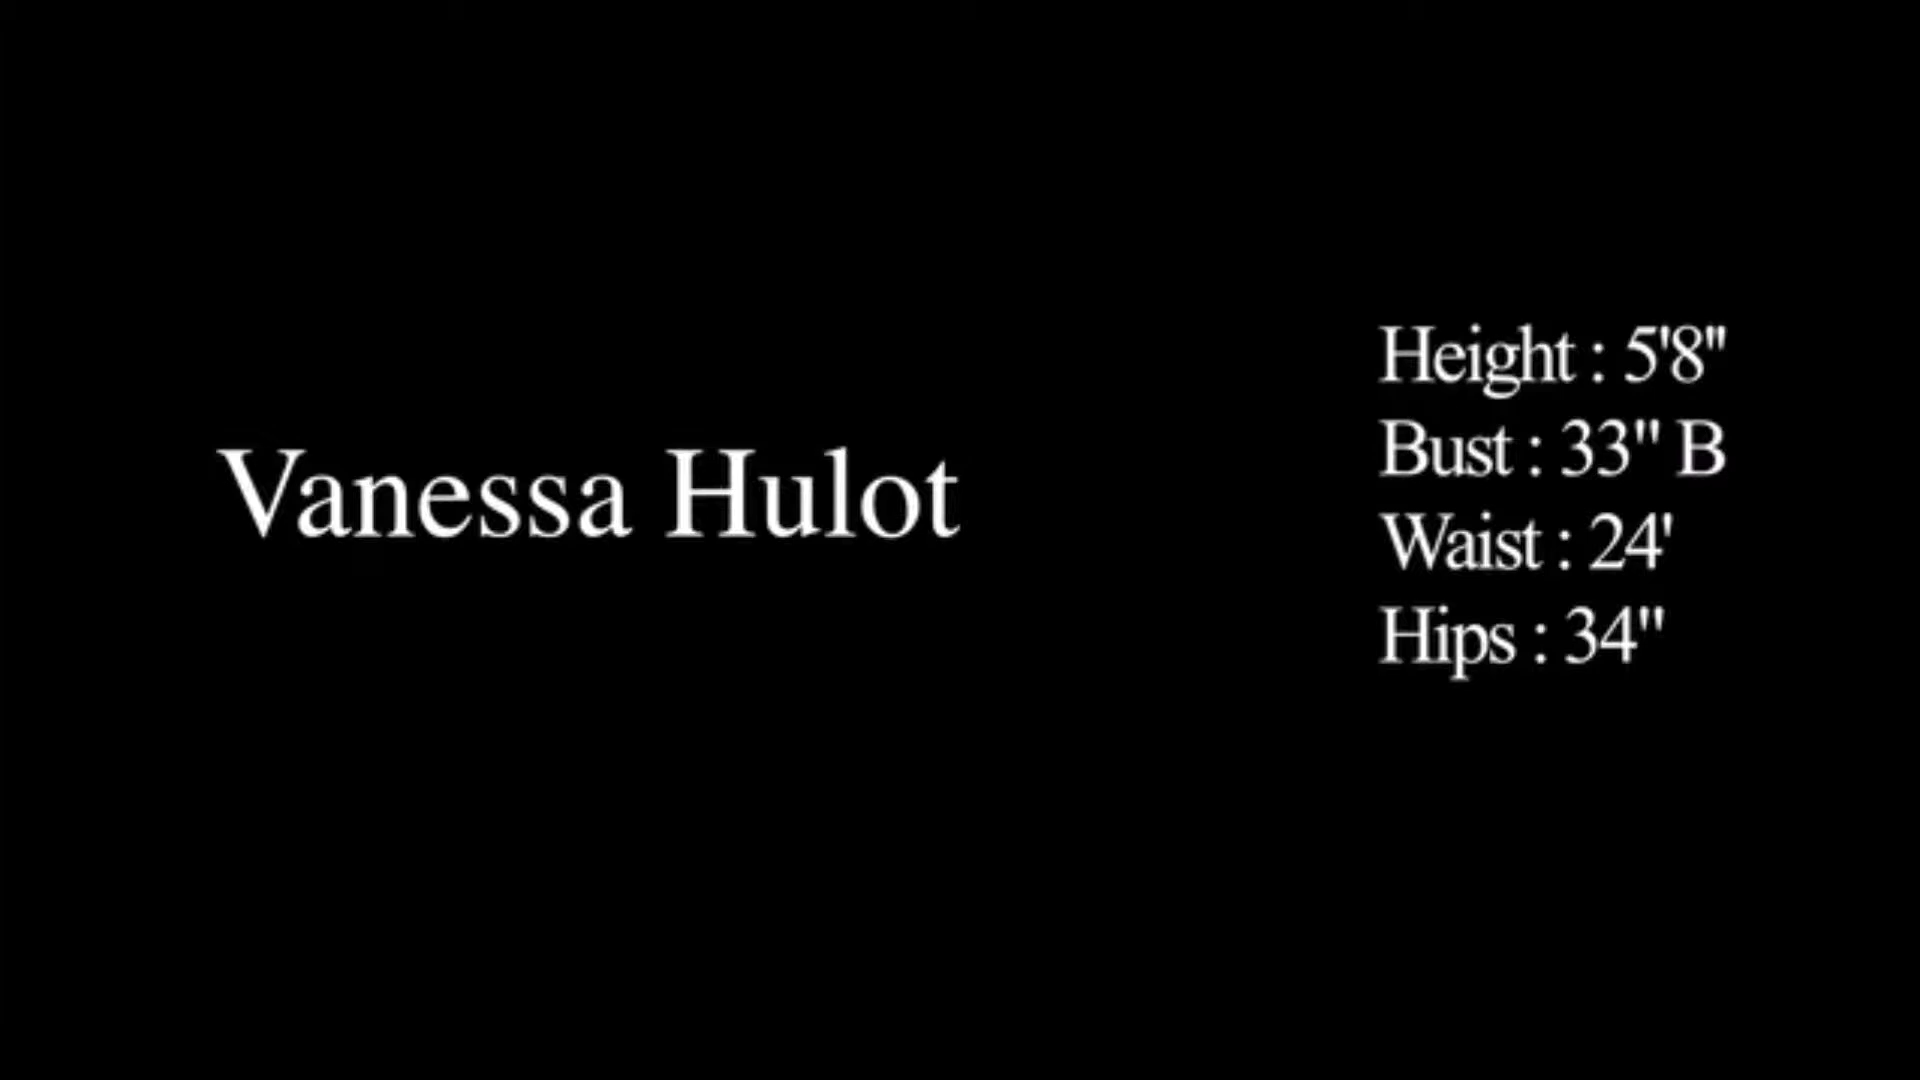 Vanessa Hulot
Height : 5'8"
Bust : 33" B
Waist : 24'
Hips : 34"